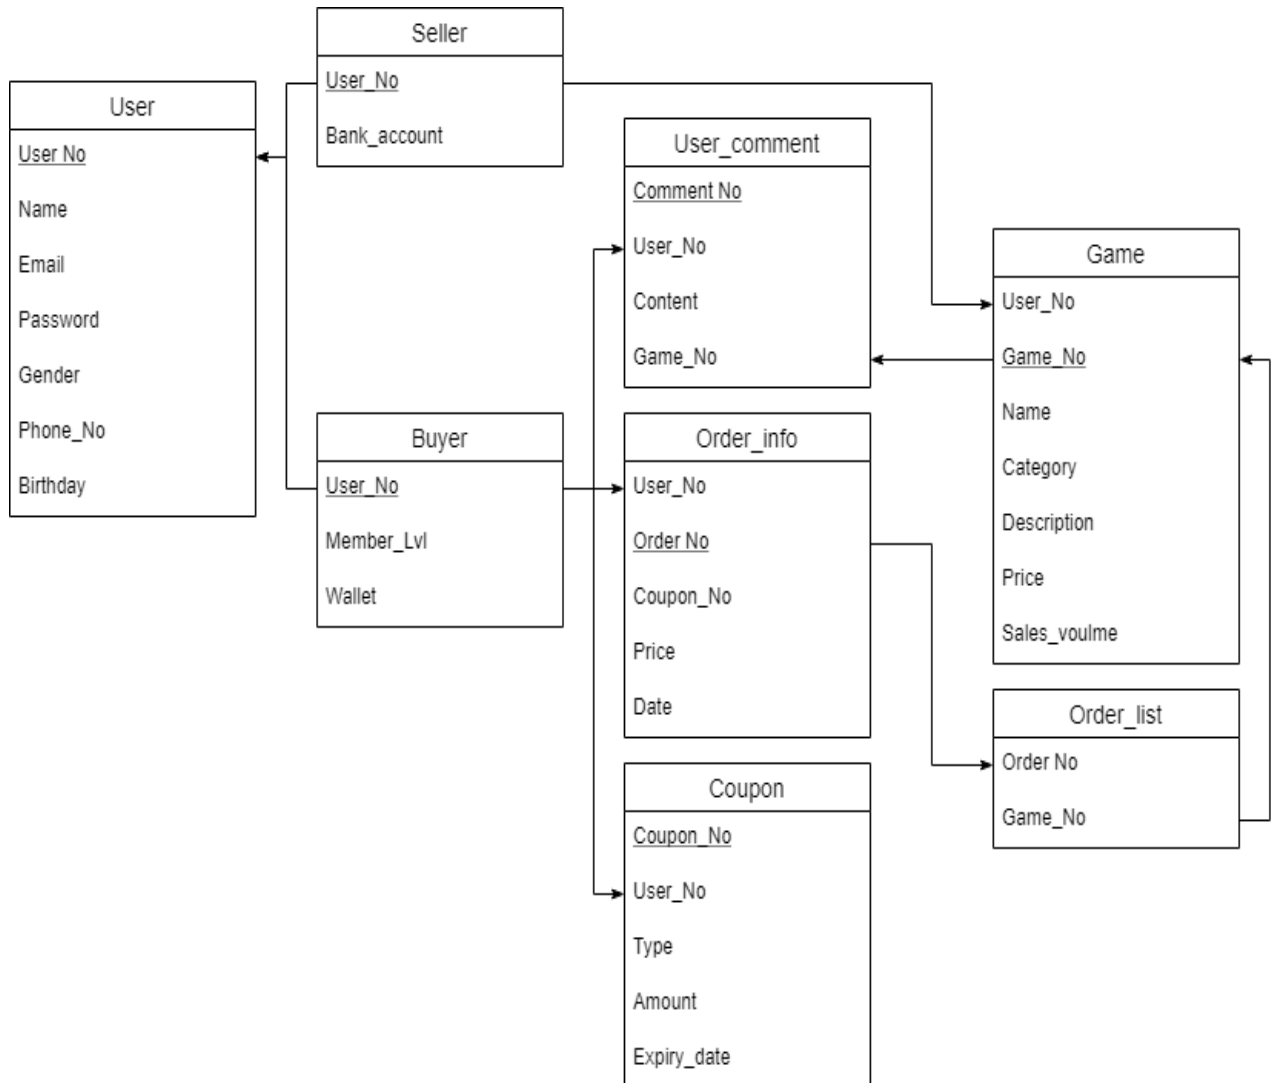 Seller
User_No
Bank_account
User
User No
Name
Email
Password
Gender
Phone_No
Birthday
User_comment
Comment No
User_No
Content
Game_No
Game
User_No
Game_No
Name
Category
Description
Price
Sales_voulme
Buyer
User_No
Member_Lvl
Wallet
Order_info
User_No
Order No
Coupon_No
Price
Date
Order_list
Order No
Game_No
Coupon
Coupon_No
User_No
Type
Amount
Expiry_date